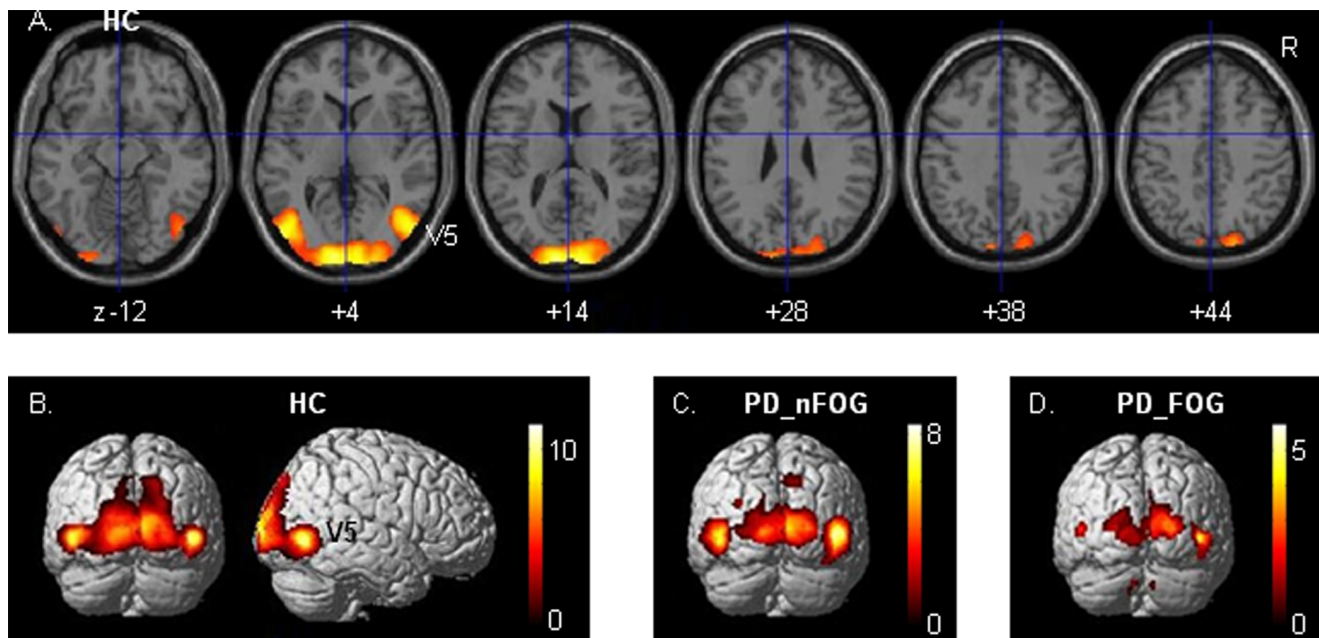 A. HC
R
V5
z -12 +4 +14 +28 +38 +44
B. HC
10
V5
0
C. PD_nFOG
8
0
D. PD_FOG
5
0